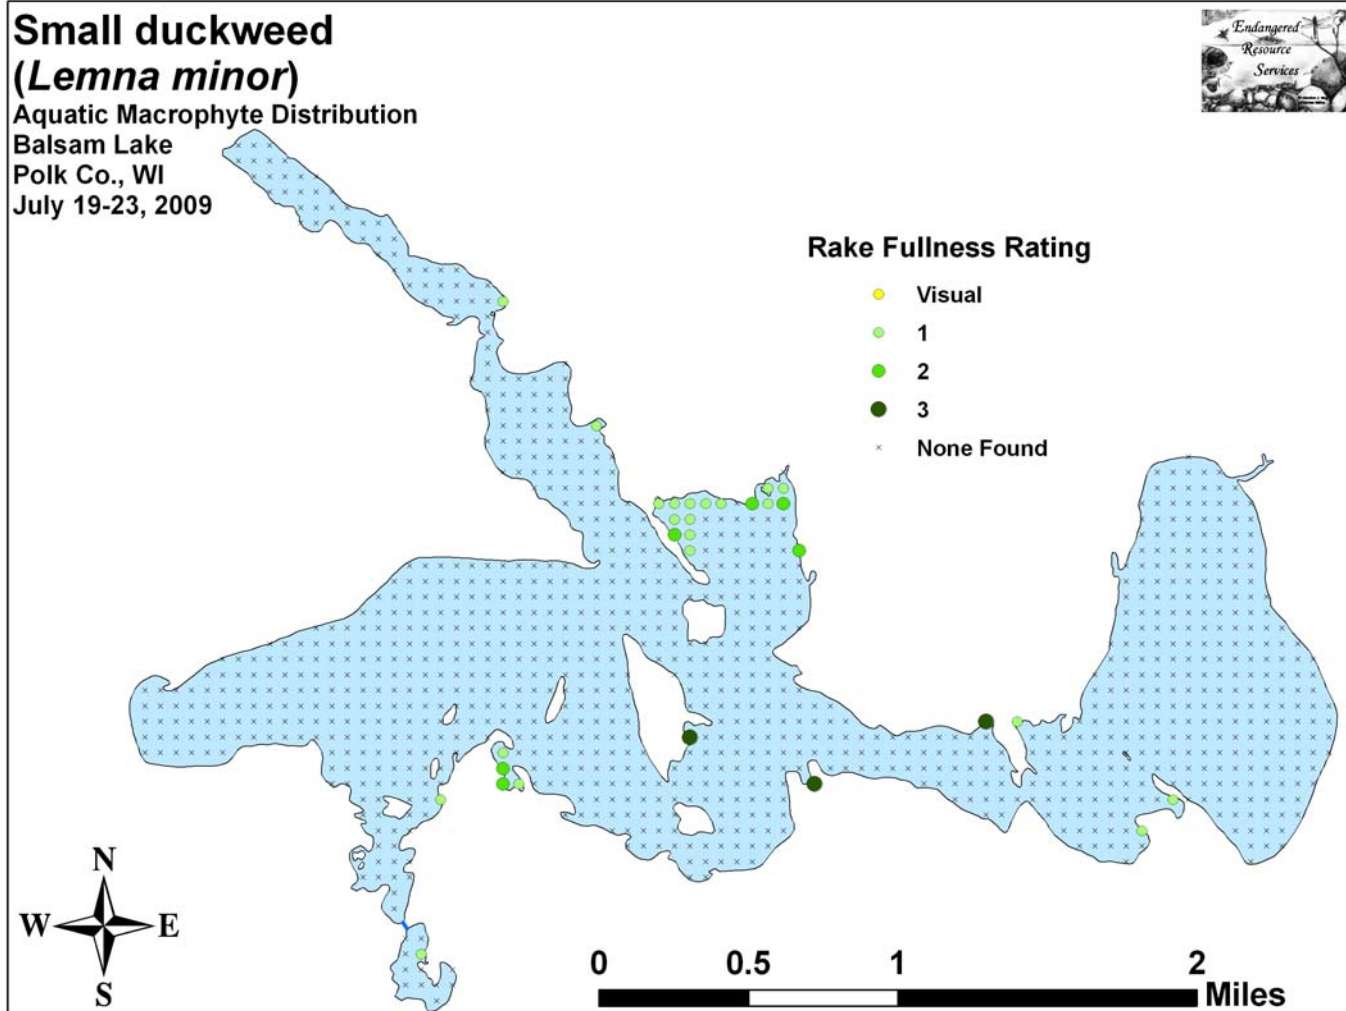 Small duckweed
(Lemna minor)
Aquatic Macrophyte Distribution
Balsam Lake
Polk Co., WI
July 19-23, 2009
Endangered
Resource
Services
Rake Fullness Rating
Visual
1
2
3
None Found
N
W E
S
0 0.5 1 2
Miles